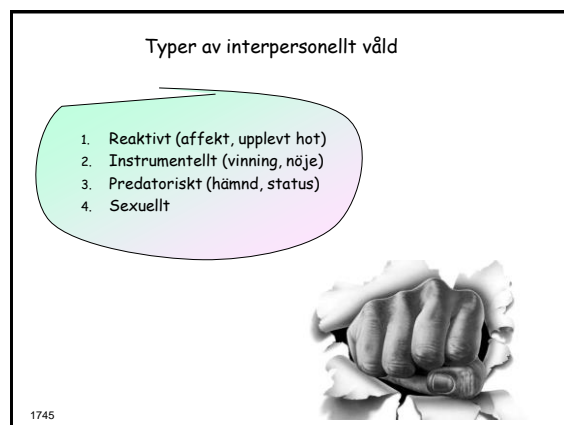 Typer av interpersonellt våld
1. Reaktivt (affekt, upplevt hot)
2. Instrumentellt (vinning, nöje)
3. Predatoriskt (hämnd, status)
4. Sexuellt
1745